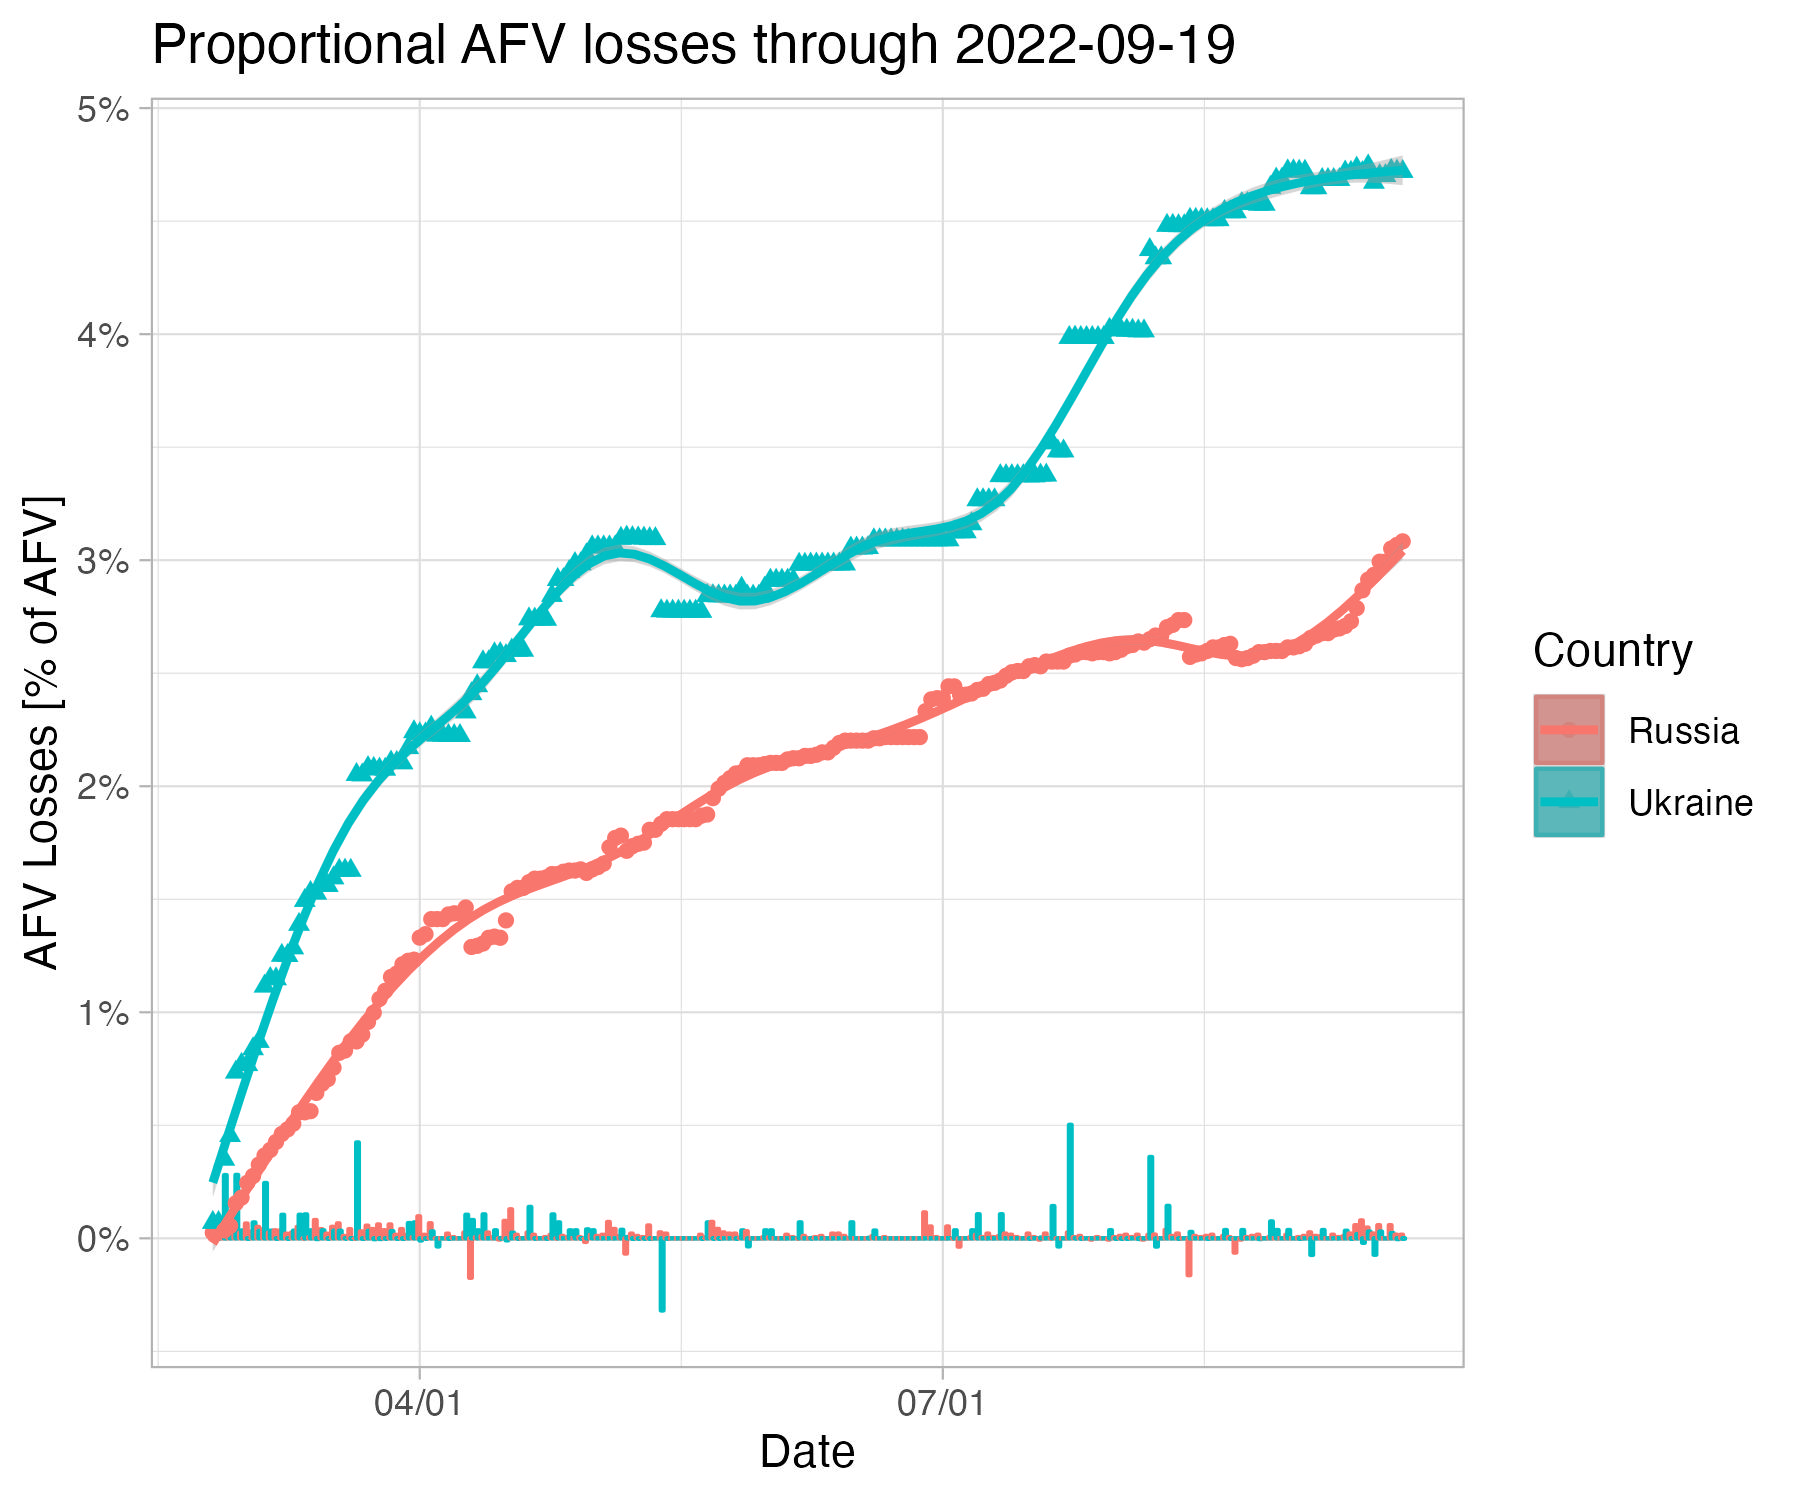 Proportional AFV losses through 2022-09-19
AFV Losses [% of AFV]
5%
4%
3%
2%
1%
0%
04/01
07/01
Date
Country
Russia
Ukraine